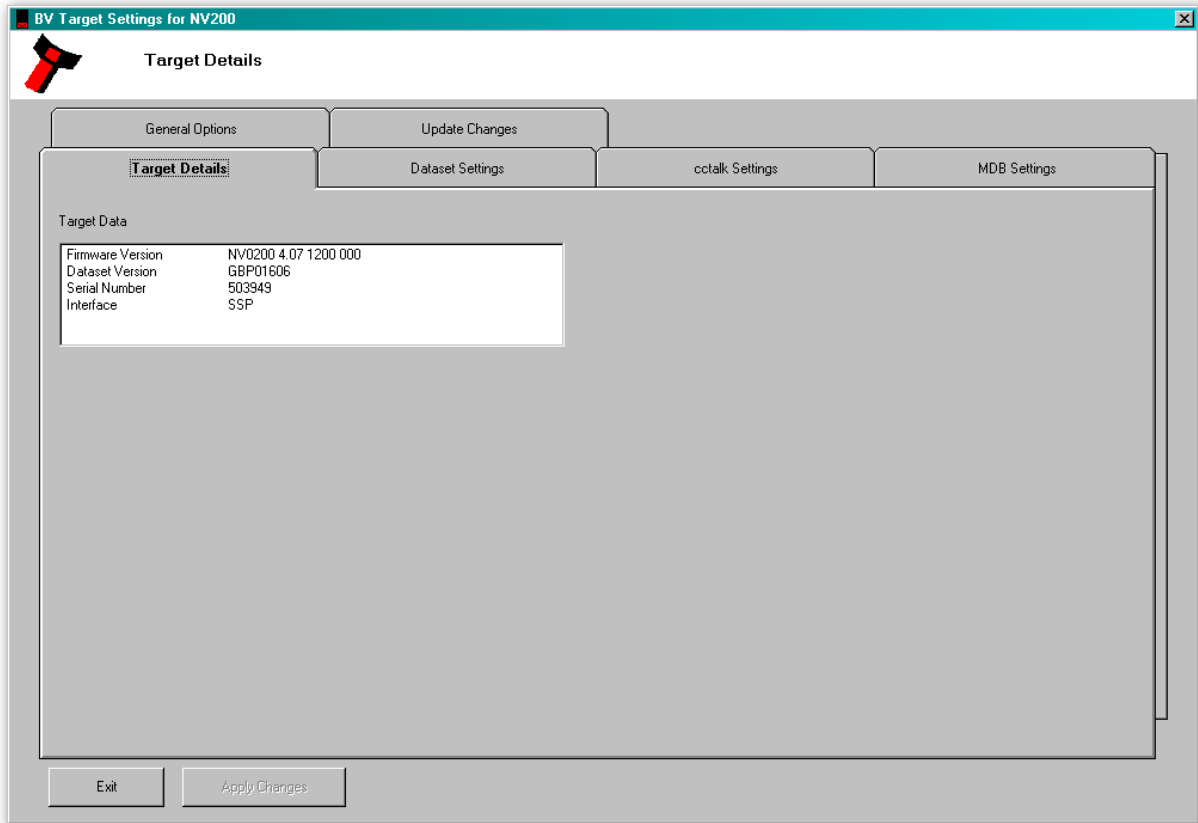 BV Target Settings for NV200
Target Details
General Options Update Changes
Target Details Dataset Settings cctalk Settings MDB Settings
Target Data
Firmware Version NV0200 4.07 1200 000
Dataset Version GBP01606
Serial Number 503949
Interface SSP
Exit Apply Changes